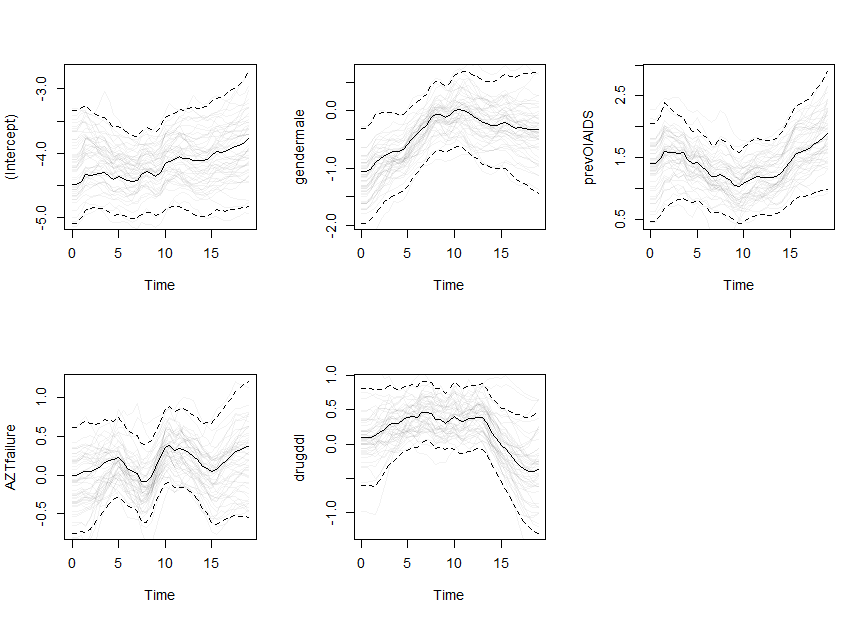 (Intercept)
-5.0 -4.0 -3.0
0 5 10 15
Time
gendermale
-2.0 -1.0 0.0
0 5 10 15
Time
prevOIAIDS
0.5 1.5 2.5
0 5 10 15
Time
AZTfailure
-0.5 0.0 0.5 1.0
0 5 10 15
Time
drugddI
-1.0 0.0 0.5 1.0
0 5 10 15
Time